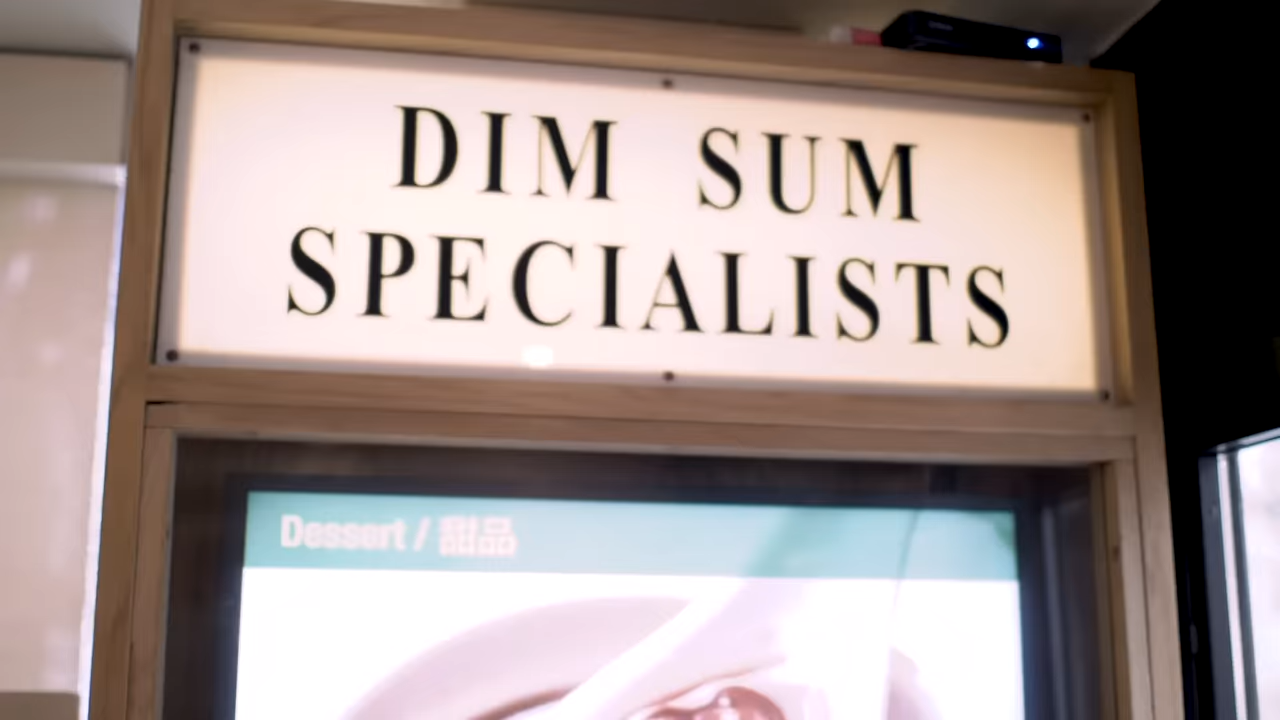 DIM SUM
SPECIALISTS
Dessert / 甜品